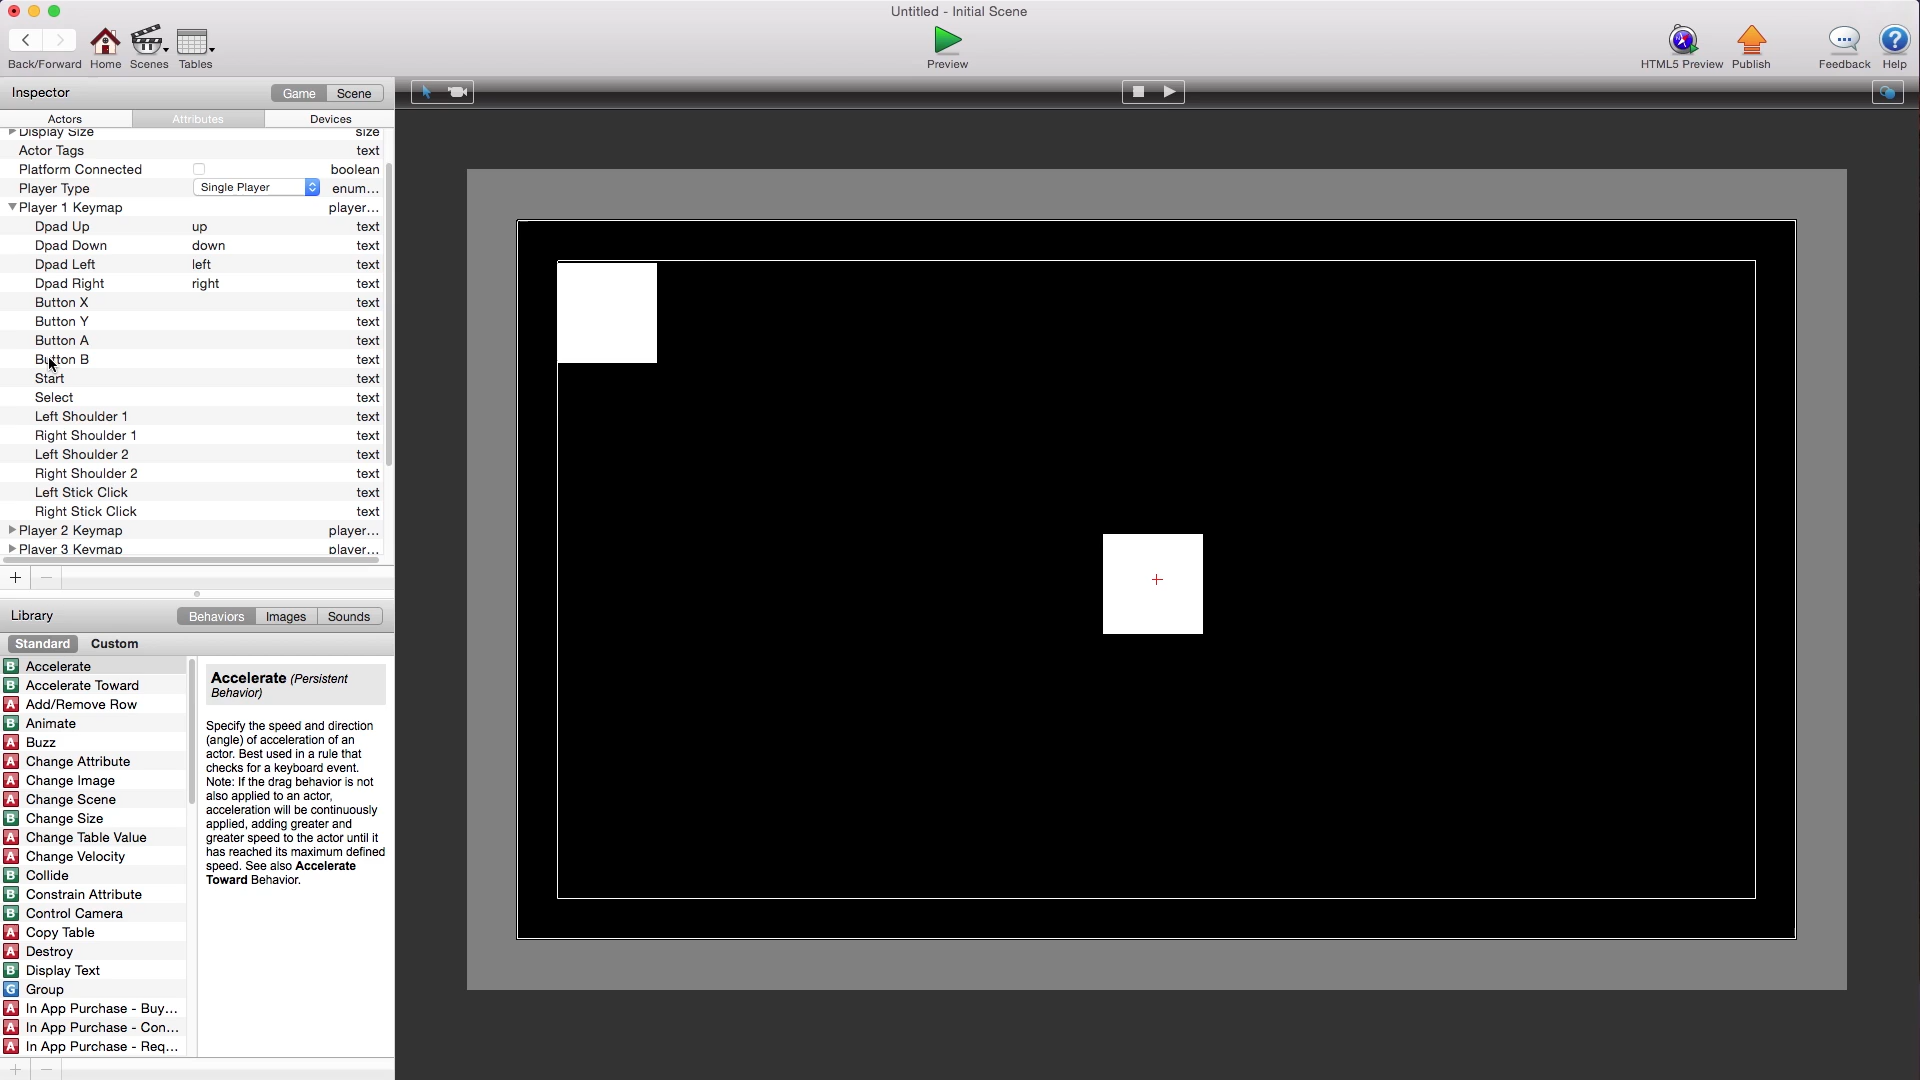 Untitled - Initial Scene
Back/Forward Home Scenes Tables
Preview
HTML5 Preview Publish Feedback Help
Inspector Game Scene
Actors Attributes Devices
Display Size size
Actor Tags text
Platform Connected boolean
Player Type Single Player enum...
Player 1 Keymap player...
Dpad Up up text
Dpad Down down text
Dpad Left left text
Dpad Right right text
Button X text
Button Y text
Button A text
Button B text
Start text
Select text
Left Shoulder 1 text
Right Shoulder 1 text
Left Shoulder 2 text
Right Shoulder 2 text
Left Stick Click text
Right Stick Click text
Player 2 Keymap player...
Player 3 Keymap player...
Library Behaviors Images Sounds
Standard Custom
B Accelerate
B Accelerate Toward
A Add/Remove Row
B Animate
A Buzz
A Change Attribute
A Change Image
A Change Scene
B Change Size
A Change Table Value
A Change Velocity
B Collide
B Constrain Attribute
B Control Camera
A Copy Table
A Destroy
B Display Text
G Group
A In App Purchase - Buy...
A In App Purchase - Con...
A In App Purchase - Req...
Accelerate (Persistent
Behavior)
Specify the speed and direction
(angle) of acceleration of an
actor. Best used in a rule that
checks for a keyboard event.
Note: If the drag behavior is not
also applied to an actor,
acceleration will be continuously
applied, adding greater and
greater speed to the actor until it
has reached its maximum defined
speed. See also Accelerate
Toward Behavior.